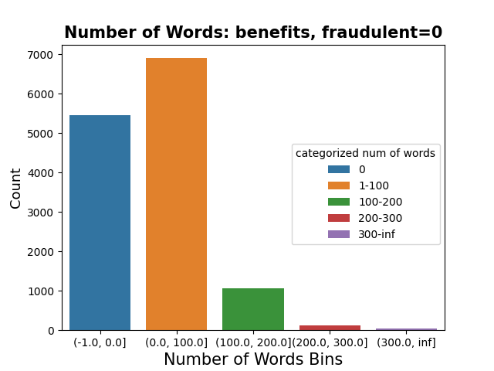 Number of Words: benefits, fraudulent=0
7000
6000
5000
4000
3000
2000
1000
0
Count
categorized num of words
0
1-100
100-200
200-300
300-inf
(-1.0, 0.0] (0.0, 100.0] (100.0, 200.0] (200.0, 300.0] (300.0, inf]
Number of Words Bins